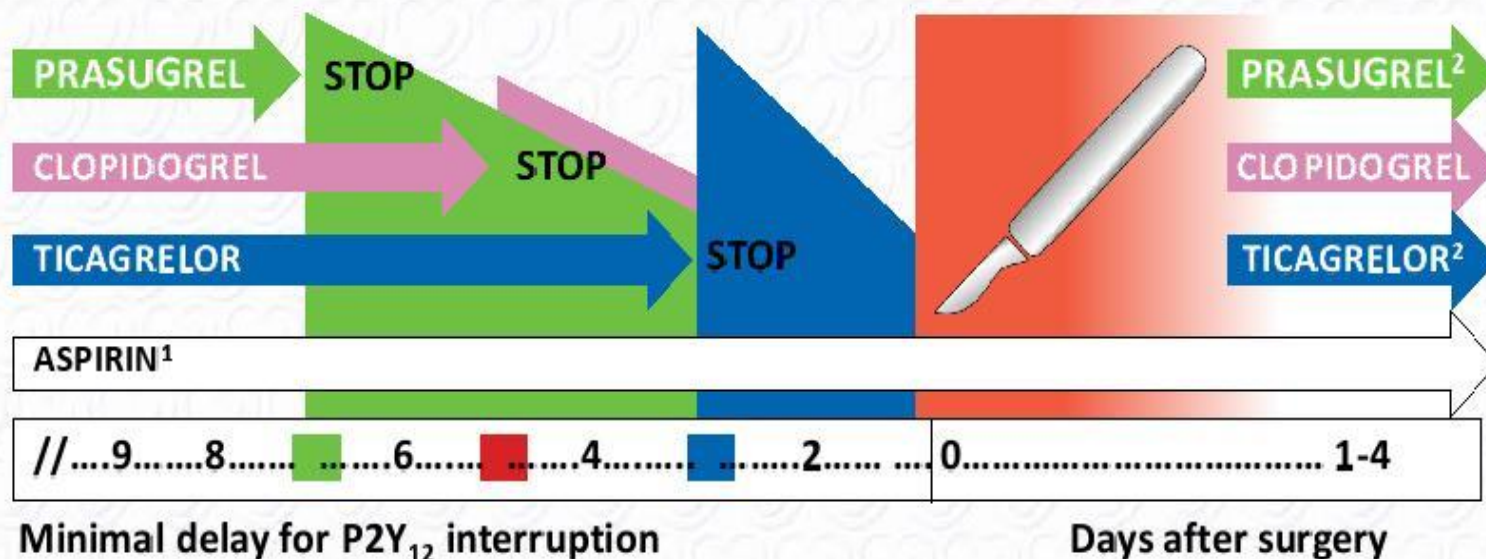 PRASUGREL STOP PRASUGREL²
CLOPIDOGREL STOP CLOPIDOGREL
TICAGRELOR STOP TICAGRELOR²
ASPIRIN¹
//....9.......8....... .......6....... .......4......... ........2...... ....0....................................... 1-4
Minimal delay for P2Y₁₂ interruption Days after surgery